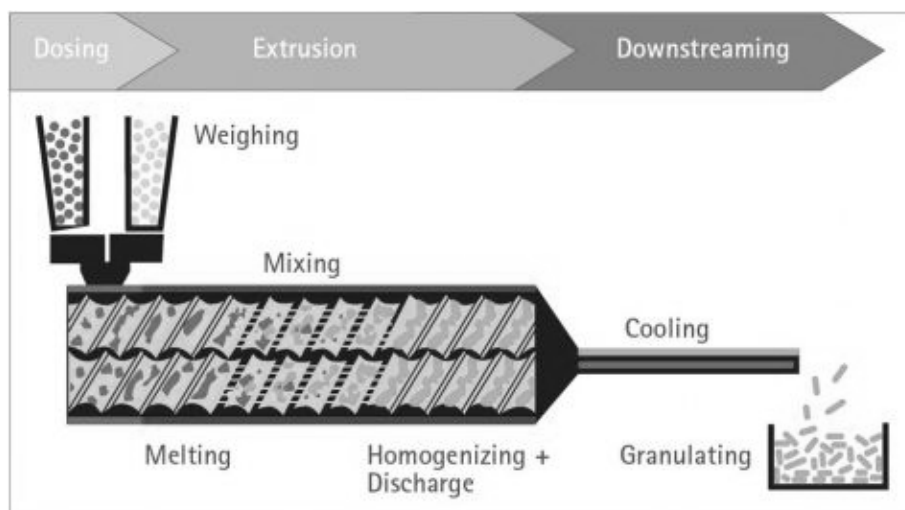 Dosing
Extrusion
Downstreaming
Weighing
Mixing
Cooling
Melting
Homogenizing +
Discharge
Granulating